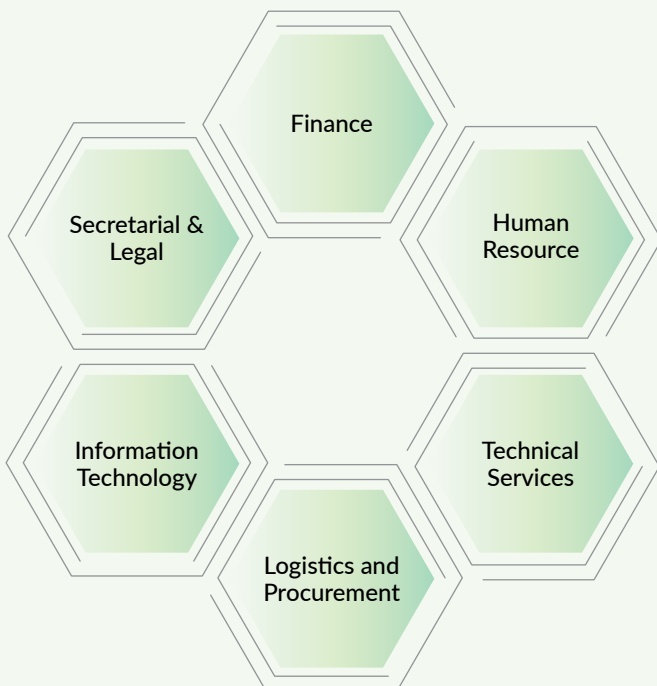 Finance
Secretarial &
Legal
Human
Resource
Information
Technology
Technical
Services
Logistics and
Procurement